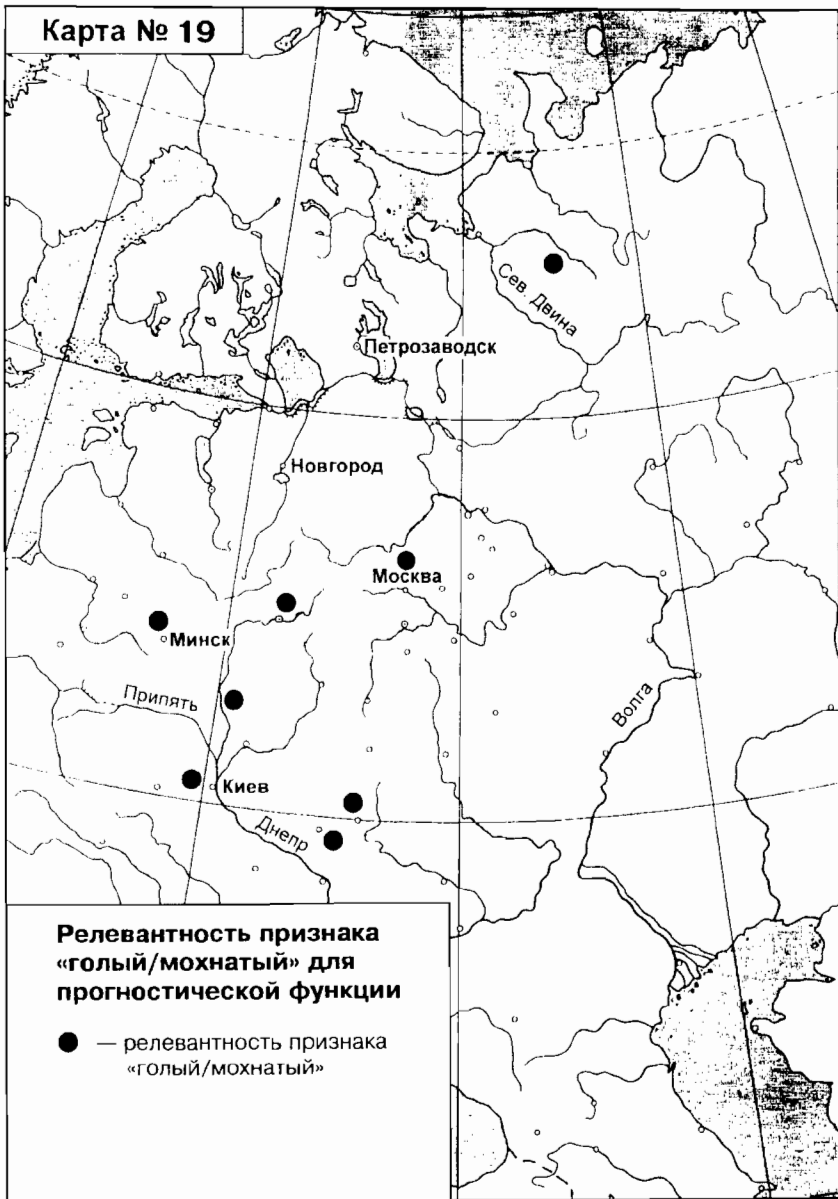 Карта № 19
Сев. Двина
Петрозаводск
Новгород
Москва
Минск
Припять
Волга
Киев
Днепр
Релевантность признака
«голый/мохнатый» для
прогностической функции
— релевантность признака
«голый/мохнатый»